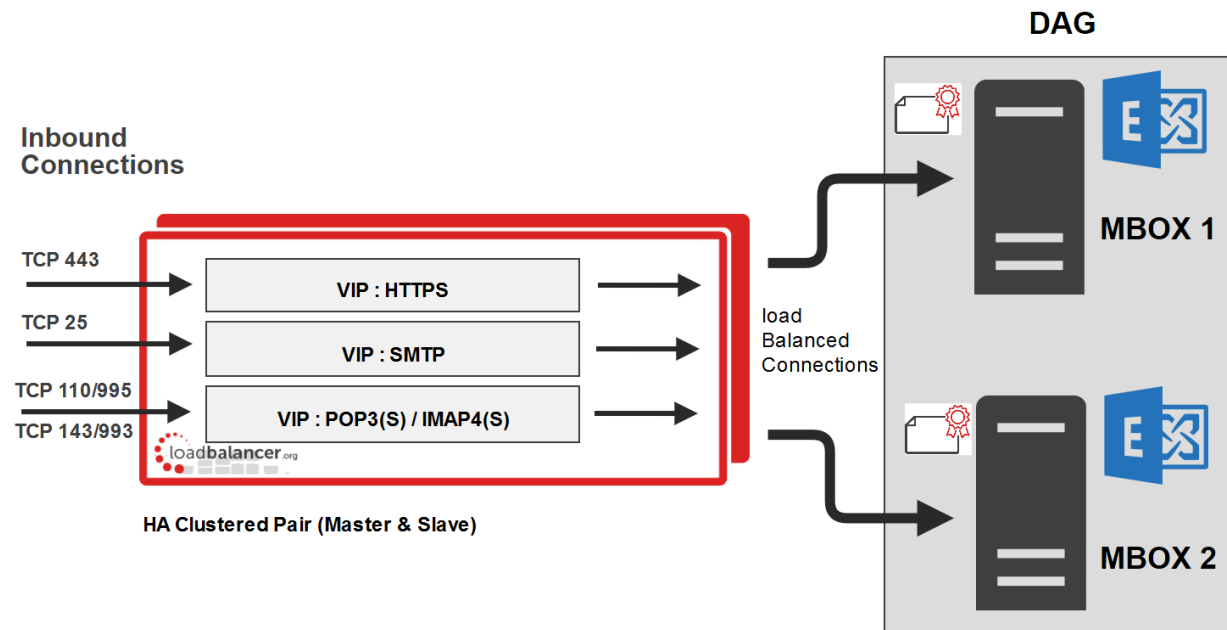 DAG
Inbound
Connections
MBOX 1
TCP 443
VIP : HTTPS
TCP 25
VIP : SMTP
load
Balanced
Connections
TCP 110/995
VIP : POP3(S) / IMAP4(S)
TCP 143/993
loadbalancer.org
HA Clustered Pair (Master & Slave)
MBOX 2
E
E